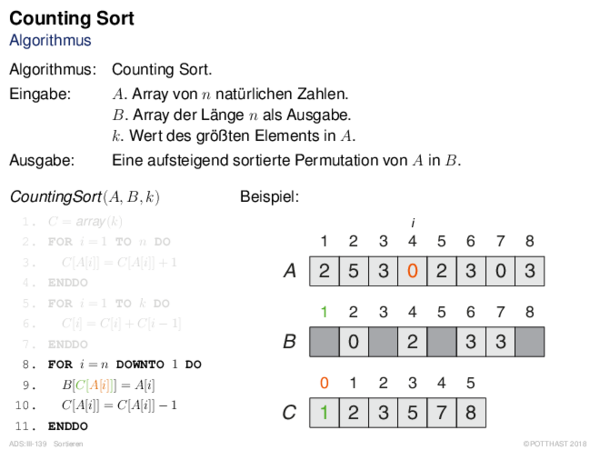 Counting Sort
Algorithmus
Algorithmus: Counting Sort.
Eingabe: A. Array von n natürlichen Zahlen.
B. Array der Länge n als Ausgabe.
k. Wert des größten Elements in A.
Ausgabe: Eine aufsteigend sortierte Permutation von A in B.
CountingSort(A, B, k)
1. C = array(k)
2. FOR i = 1 TO n DO
3. C[A[i]] = C[A[i]] + 1
4. ENDDO
5. FOR i = 1 TO k DO
6. C[i] = C[i] + C[i − 1]
7. ENDDO
8. FOR i = n DOWNTO 1 DO
9. B[C[A[i]]] = A[i]
10. C[A[i]] = C[A[i]] − 1
11. ENDDO
Beispiel:
i
1 2 3 4 5 6 7 8
A 2 5 3 0 2 3 0 3
1 2 3 4 5 6 7 8
B 0 2 3 3
0 1 2 3 4 5
C 1 2 3 5 7 8
ADS:III-139 Sortieren
©POTTHAST 2018